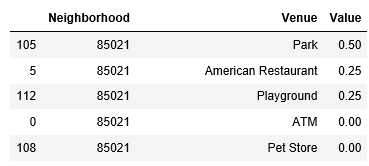 Neighborhood Venue Value
105 85021 Park 0.50
5 85021 American Restaurant 0.25
112 85021 Playground 0.25
0 85021 ATM 0.00
108 85021 Pet Store 0.00